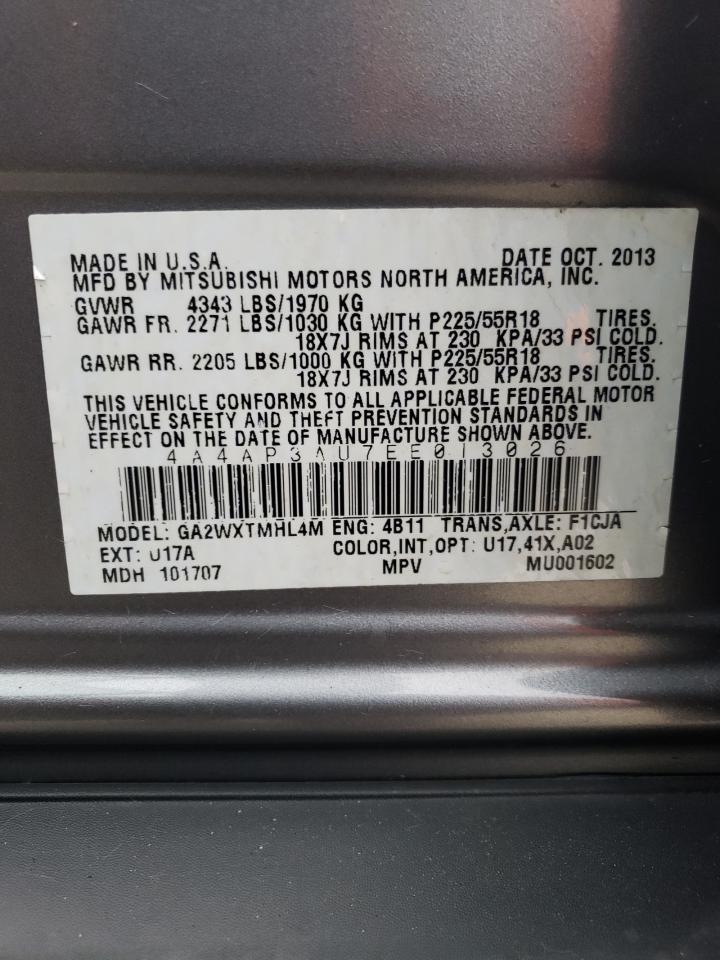 MADE IN U.S.A. DATE OCT. 2013
MFD BY MITSUBISHI MOTORS NORTH AMERICA, INC.
GVWR 4343 LBS/1970 KG
GAWR FR. 2271 LBS/1030 KG WITH P225/55R18 TIRES.
18X7J RIMS AT 230 KPA/33 PSI COLD.
GAWR RR. 2205 LBS/1000 KG WITH P225/55R18 TIRES.
18X7J RIMS AT 230 KPA/33 PSI COLD.
THIS VEHICLE CONFORMS TO ALL APPLICABLE FEDERAL MOTOR
VEHICLE SAFETY AND THEFT PREVENTION STANDARDS IN
EFFECT ON THE DATE OF MANUFACTURE SHOWN ABOVE.
4A4AP3AU7EE013026
MODEL: GA2WXTMHL4M ENG: 4B11 TRANS,AXLE: F1CJA
EXT: U17A COLOR,INT,OPT: U17,41X,A02
MDH 101707 MPV MU001602